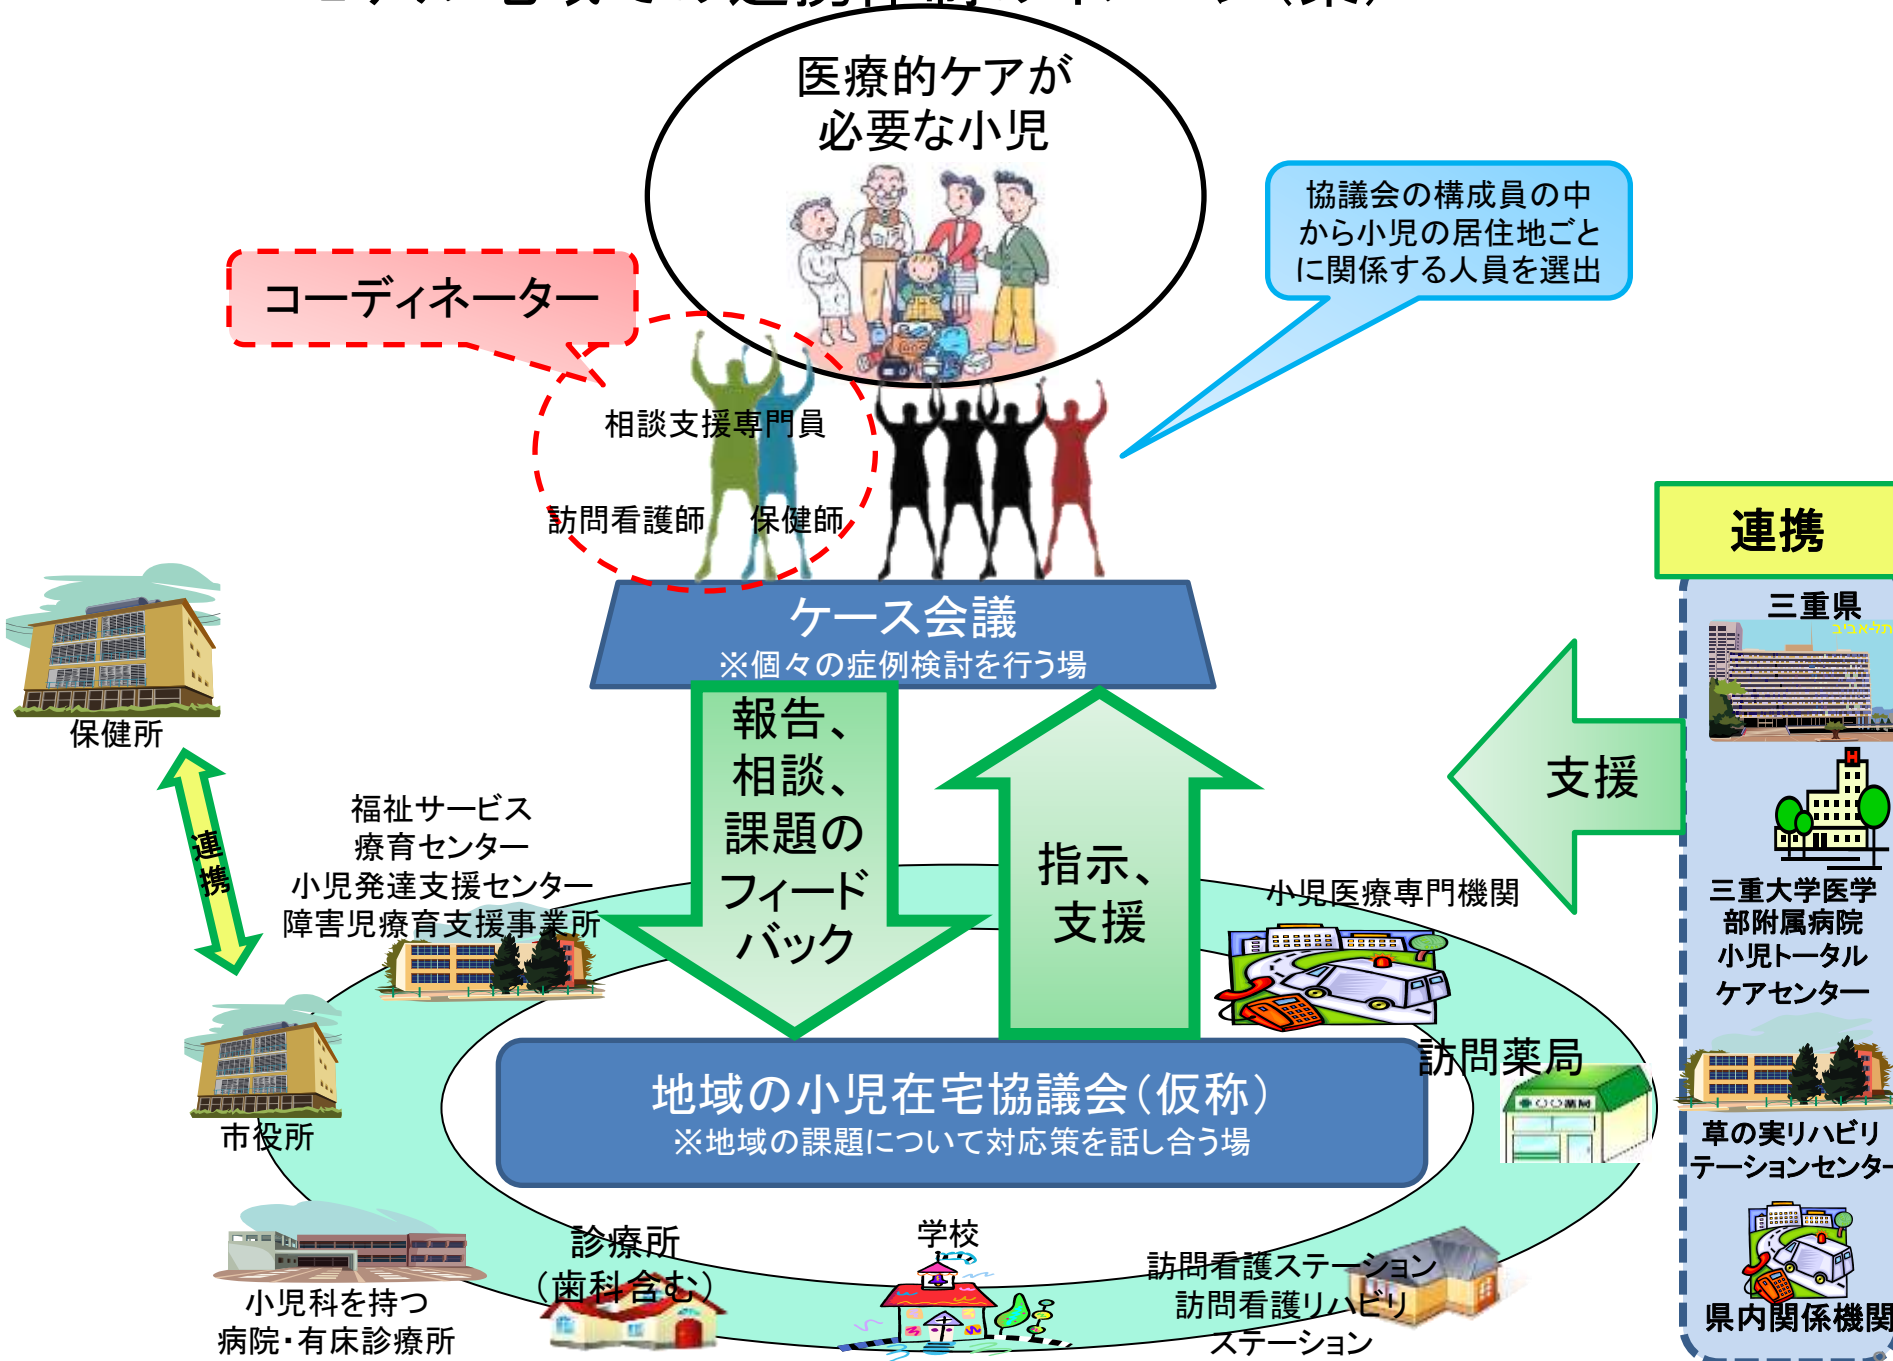 医療的ケアが
必要な小児
協議会の構成員の中
から小児の居住地ごと
に関係する人員を選出
コーディネーター
相談支援専門員
訪問看護師
保健師
ケース会議
※個々の症例検討を行う場
連携
三重県
תל-אביב
保健所
連携
報告、
相談、
課題の
フィード
バック
指示、
支援
支援
福祉サービス
療育センター
小児発達支援センター
障害児療育支援事業所
小児医療専門機関
三重大学医学
部附属病院
小児トータル
ケアセンター
訪問薬局
○○薬局
地域の小児在宅協議会（仮称）
※地域の課題について対応策を話し合う場
市役所
草の実リハビリ
テーションセンター
小児科を持つ
病院・有床診療所
診療所
（歯科含む）
学校
訪問看護ステーション
訪問看護リハビリ
ステーション
県内関係機関